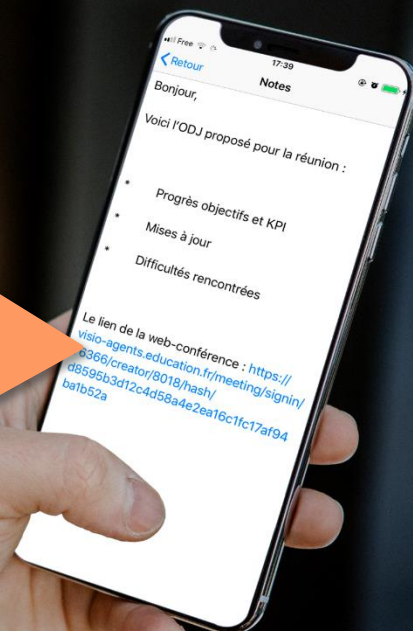 Free
17:39
Retour
Notes
Bonjour,
Voici l'ODJ proposé pour la réunion :
* Progrès objectifs et KPI
* Mises à jour
* Difficultés rencontrées
Le lien de la web-conférence : https://
visio-agents.education.fr/meeting/signin/
6366/creator/8018/hash/
d8595b3d12c4d58a4e2ea16c1fc17af94
ba1b52a